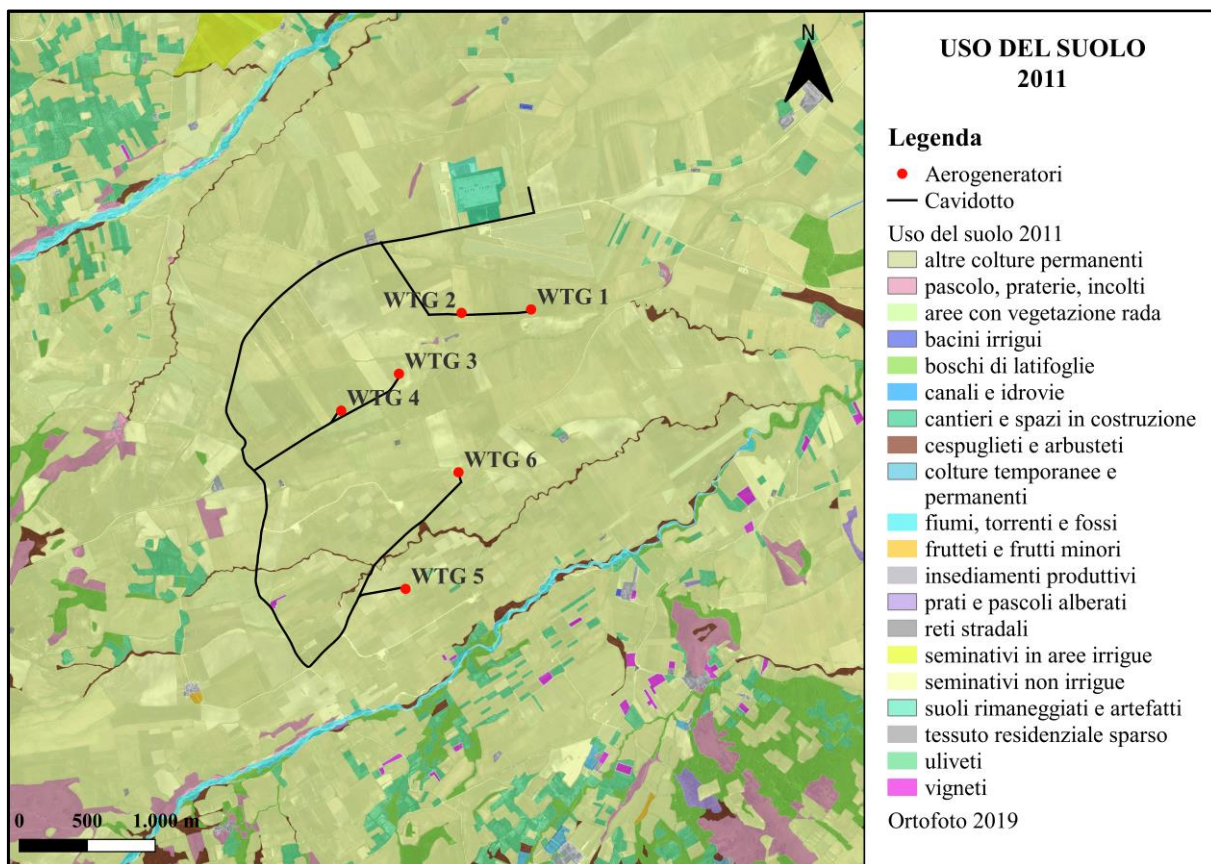 N
WTG 2
WTG 1
WTG 3
WTG 4
WTG 6
WTG 5
0 500 1.000 m
USO DEL SUOLO
2011
Legenda
Aerogeneratori
Cavidotto
Uso del suolo 2011
altre colture permanenti
pascolo, praterie, incolti
aree con vegetazione rada
bacini irrigui
boschi di latifoglie
canali e idrovie
cantieri e spazi in costruzione
cespuglieti e arbusteti
colture temporanee e
permanenti
fiumi, torrenti e fossi
frutteti e frutti minori
insediamenti produttivi
prati e pascoli alberati
reti stradali
seminativi in aree irrigue
seminativi non irrigue
suoli rimaneggiati e artefatti
tessuto residenziale sparso
uliveti
vigneti
Ortofoto 2019